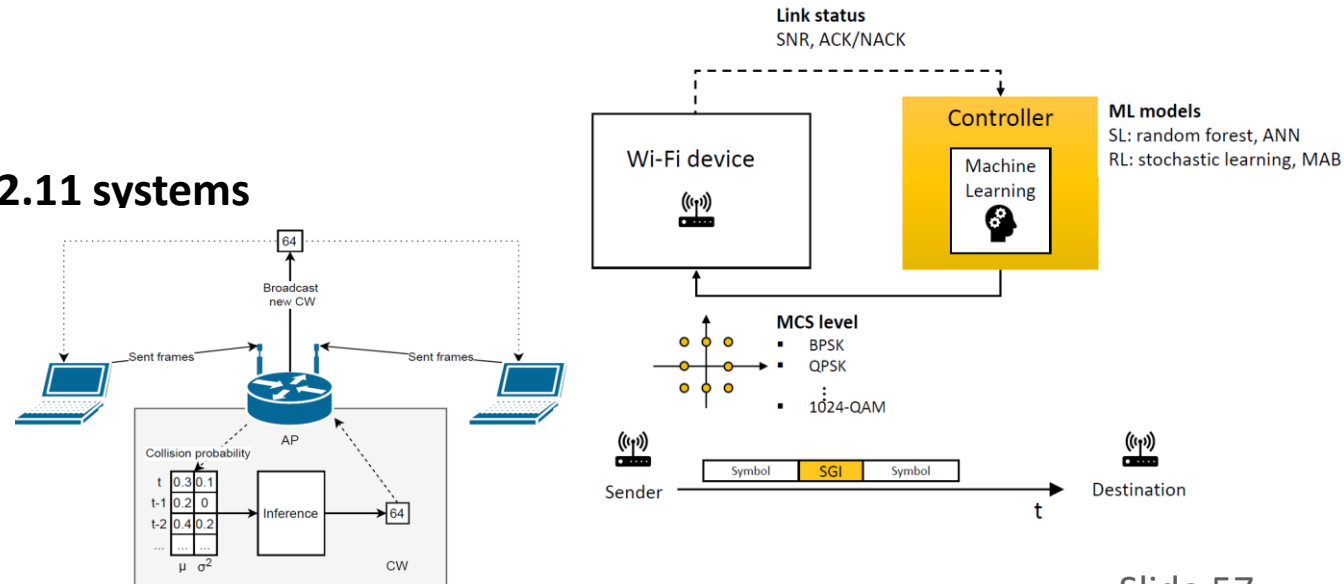 Link status
SNR, ACK/NACK
Controller
Machine
Learning
ML models
SL: random forest, ANN
RL: stochastic learning, MAB
Wi-Fi device
2.11 systems
64
Broadcast
new CW
Sent frames
Sent frames
AP
Collision probability
t 0.3 0.1
t-1 0.2 0
t-2 0.4 0.2
... ... ...
μ σ²
Inference
64
CW
MCS level
▪ BPSK
▪ QPSK
⋮
▪ 1024-QAM
Sender
Symbol SGI Symbol
t
Destination
Slide 57